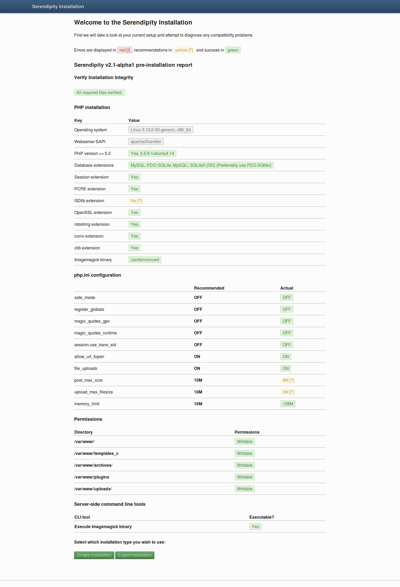 Serendipity Installation
Welcome to the Serendipity Installation
First we will take a look at your current setup and attempt to diagnose any compatibility problems
Errors are displayed in red [!], recommendations in yellow [?] and success in green.
Serendipity v2.1-alpha1 pre-installation report
Verify Installation Integrity
All required files verified.
PHP installation
Key Value
Operating system Linux 3.13.0-55-generic, x86_64
Webserver SAPI apache2handler
PHP version >= 5.3 Yes, 5.5.9-1ubuntu4.14
Database extensions MySQL, PDO::SQLite, MySQLi, SQLite3 (OO) (Preferably use PDO-SQlite!)
Session extension Yes
PCRE extension Yes
GDlib extension No [?]
OpenSSL extension Yes
mbstring extension Yes
iconv extension Yes
zlib extension Yes
Imagemagick binary /usr/bin/convert
php.ini configuration
Recommended Actual
safe_mode OFF OFF
register_globals OFF OFF
magic_quotes_gpc OFF OFF
magic_quotes_runtime OFF OFF
session.use_trans_sid OFF OFF
allow_url_fopen ON ON
file_uploads ON ON
post_max_size 10M 8M [?]
upload_max_filesize 10M 2M [?]
memory_limit 16M 128M
Permissions
Directory Permissions
/var/www/ Writable
/var/www/templates_c Writable
/var/www/archives/ Writable
/var/www/plugins Writable
/var/www/uploads/ Writable
Server-side command line tools
CLI tool Executable?
Execute Imagemagick binary Yes
Select which installation type you wish to use:
Simple installation Expert installation